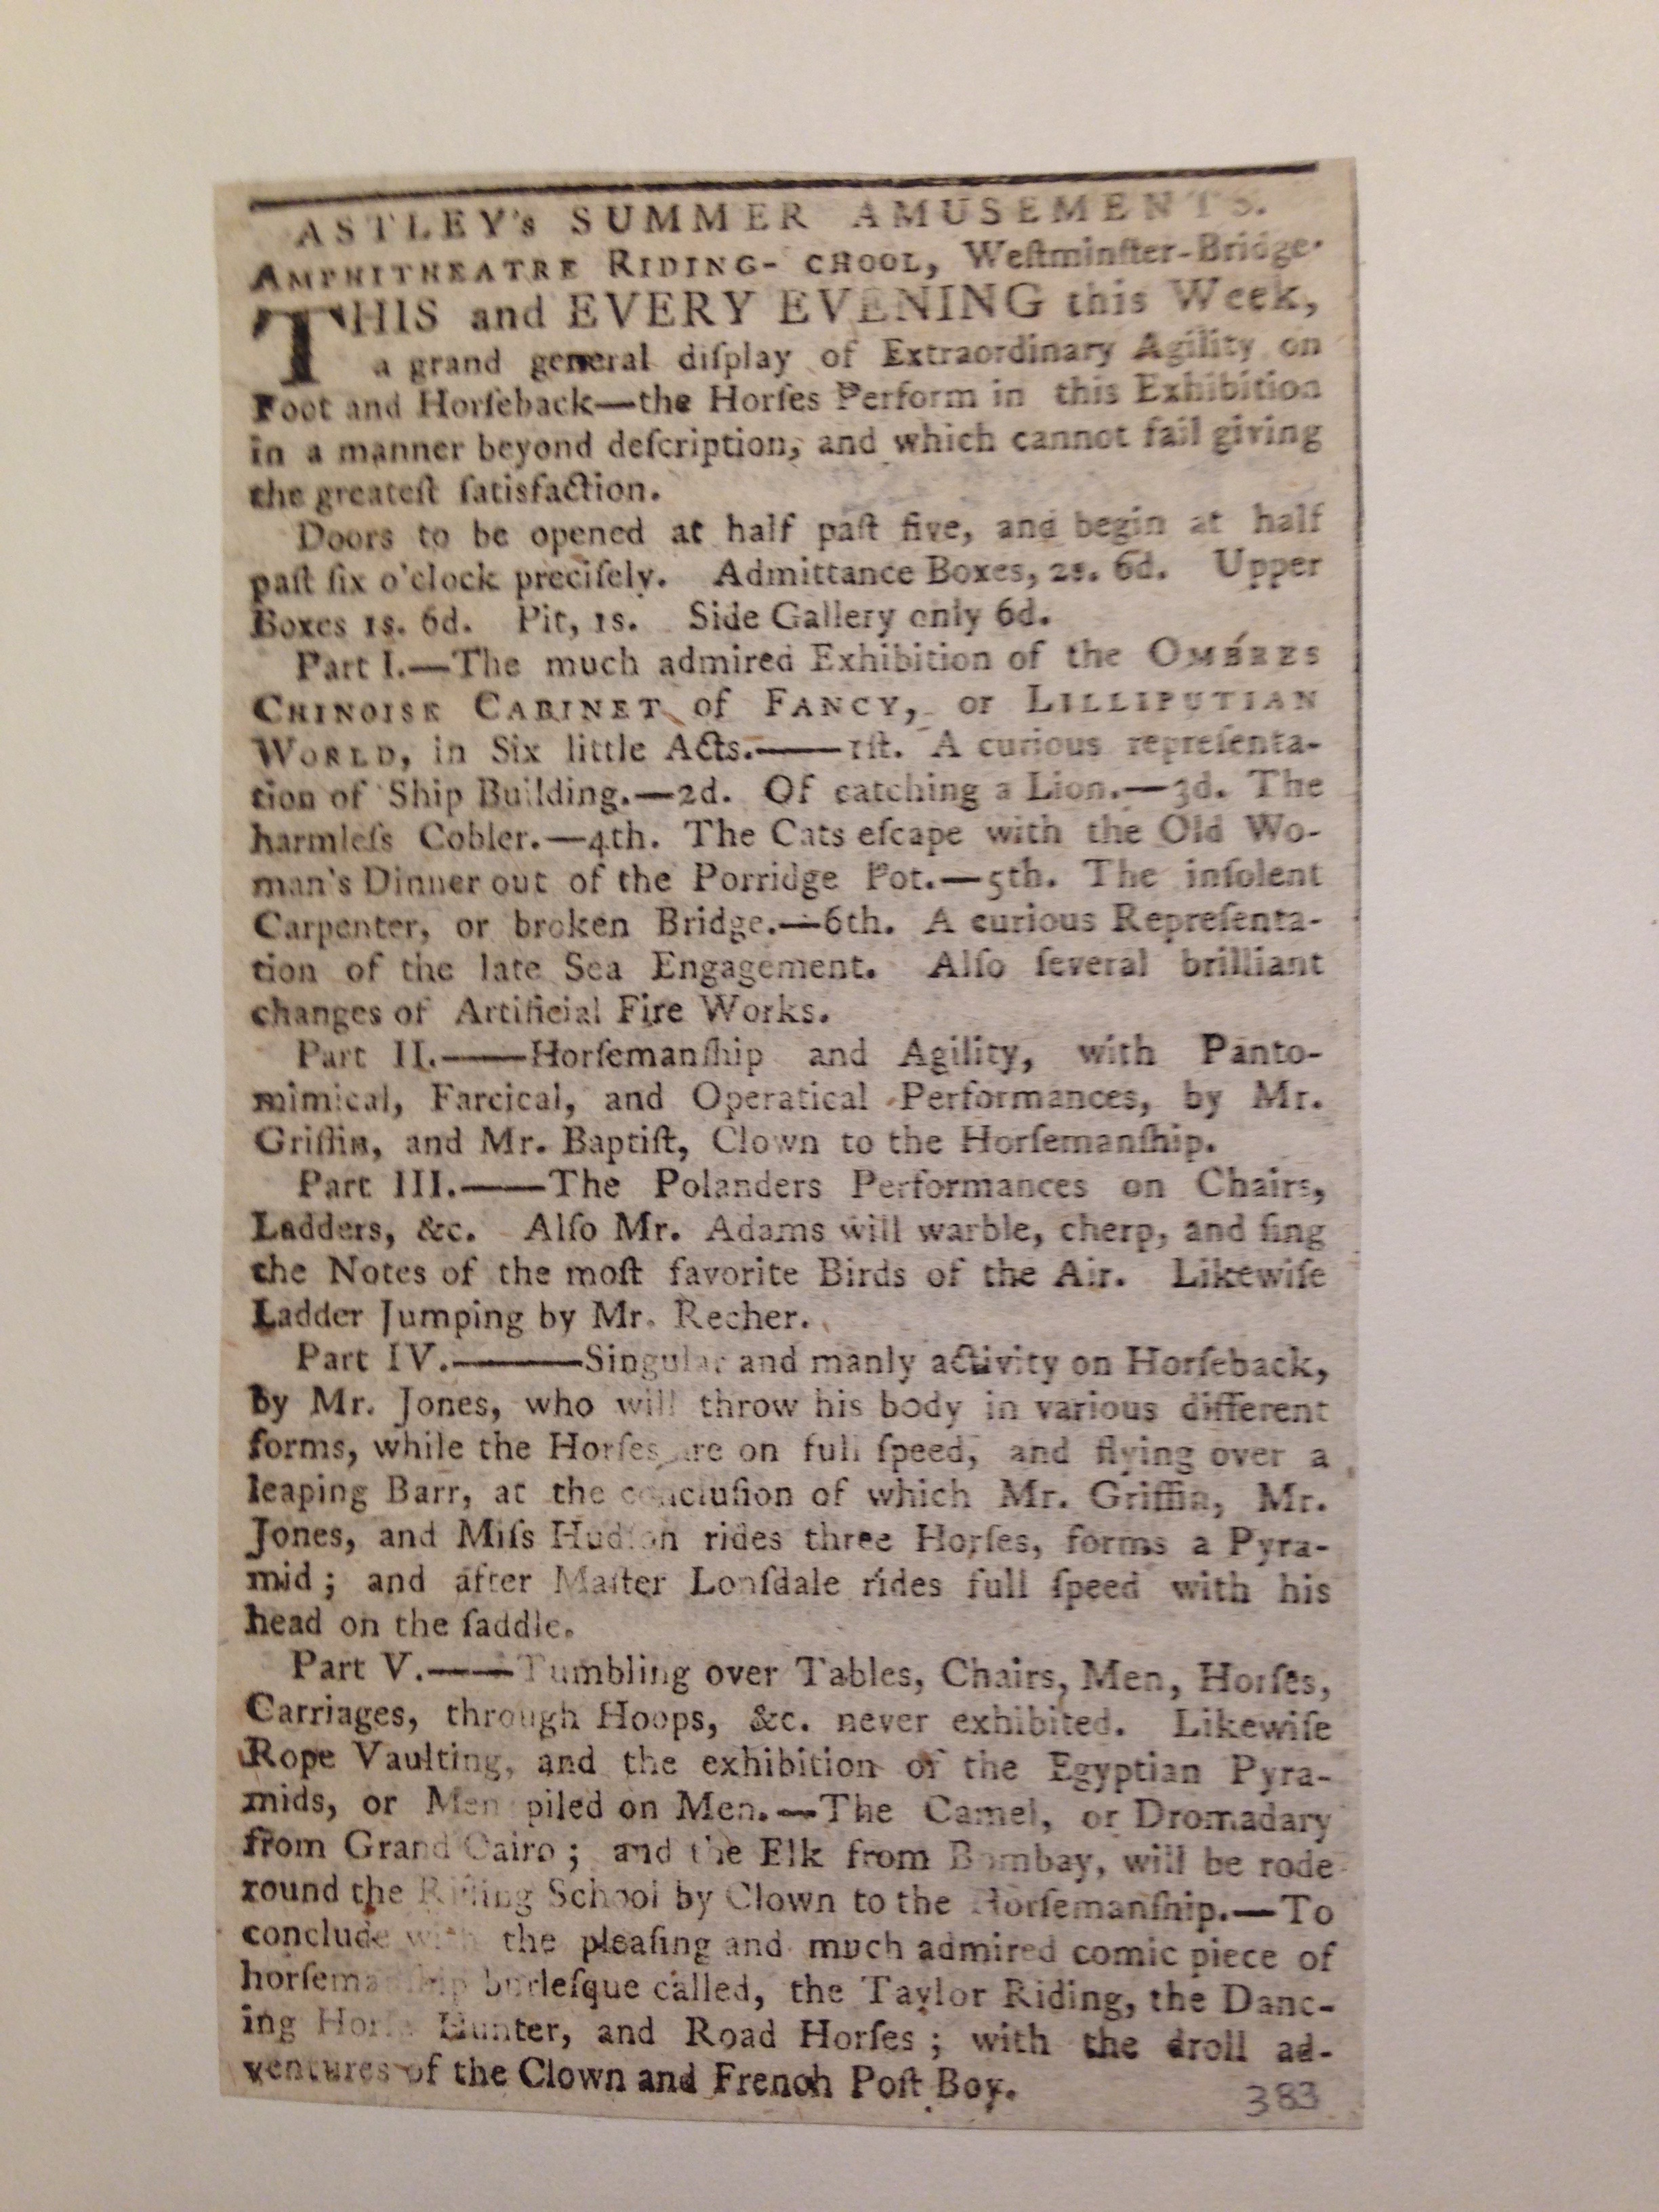 ASTLEY's SUMMER AMUSEMENTS.
AMPHITHEATRE RIDING- CHOOL, Weſtminſter-Bridge.
THIS and EVERY EVENING this Week,
a grand general diſplay of Extraordinary Agility on
Foot and Horſeback—the Horſes Perform in this Exhibition
in a manner beyond deſcription, and which cannot fail giving
the greateſt ſatisfaction.
Doors to be opened at half paſt five, and begin at half
paſt ſix o'clock preciſely. Admittance Boxes, 2s. 6d. Upper
Boxes 1s. 6d. Pit, 1s. Side Gallery only 6d.
Part I.—The much admired Exhibition of the OMBRES
CHINOISE CABINET of FANCY, or LILLIPUTIAN
WORLD, in Six little Acts.——1ſt. A curious repreſenta-
tion of Ship Building.—2d. Of catching a Lion.—3d. The
harmleſs Cobler.—4th. The Cats eſcape with the Old Wo-
man's Dinner out of the Porridge Pot.—5th. The inſolent
Carpenter, or broken Bridge.—6th. A curious Repreſenta-
tion of the late Sea Engagement. Alſo ſeveral brilliant
changes of Artificial Fire Works.
Part II.——Horſemanſhip and Agility, with Panto-
mimical, Farcical, and Operatical Performances, by Mr.
Griffin, and Mr. Baptiſt, Clown to the Horſemanſhip.
Part III.——The Polanders Performances on Chairs,
Ladders, &c. Alſo Mr. Adams will warble, cherp, and ſing
the Notes of the moſt favorite Birds of the Air. Likewiſe
Ladder Jumping by Mr. Recher.
Part IV.———Singular and manly activity on Horſeback,
by Mr. Jones, who will throw his body in various different
forms, while the Horſes are on full ſpeed, and flying over a
leaping Barr, at the concluſion of which Mr. Griffin, Mr.
Jones, and Miſs Hudſon rides three Horſes, forms a Pyra-
mid; and after Maſter Lonſdale rides full ſpeed with his
head on the ſaddle.
Part V.——Tumbling over Tables, Chairs, Men, Horſes,
Carriages, through Hoops, &c. never exhibited. Likewiſe
Rope Vaulting, and the exhibition of the Egyptian Pyra-
mids, or Men piled on Men.—The Camel, or Dromadary
from Grand Cairo; and the Elk from Bombay, will be rode
round the Riding School by Clown to the Horſemanſhip.—To
conclude with the pleaſing and much admired comic piece of
horſemanſhip burleſque called, the Taylor Riding, the Danc-
ing Horſe Hunter, and Road Horſes; with the droll ad-
ventures of the Clown and French Poſt Boy.
383